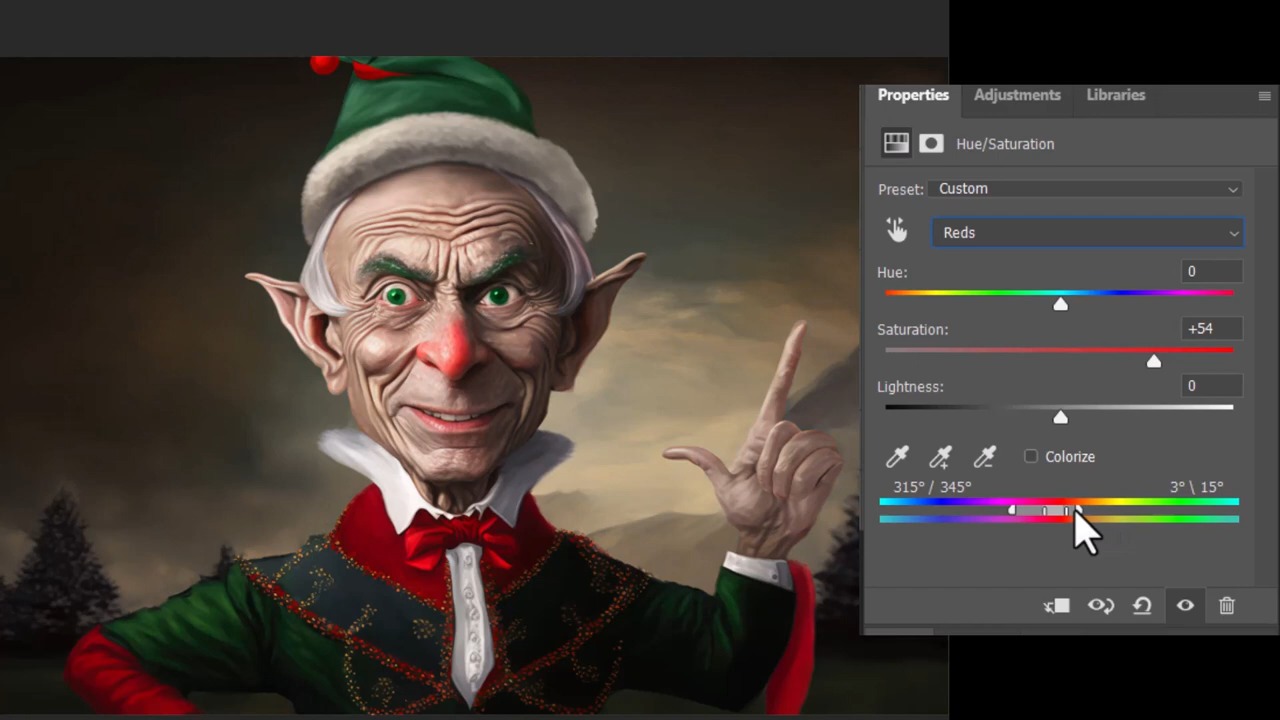 Properties Adjustments Libraries
Hue/Saturation
Preset: Custom
Reds
Hue: 0
Saturation: +54
Lightness: 0
Colorize
315° / 345° 3° \ 15°